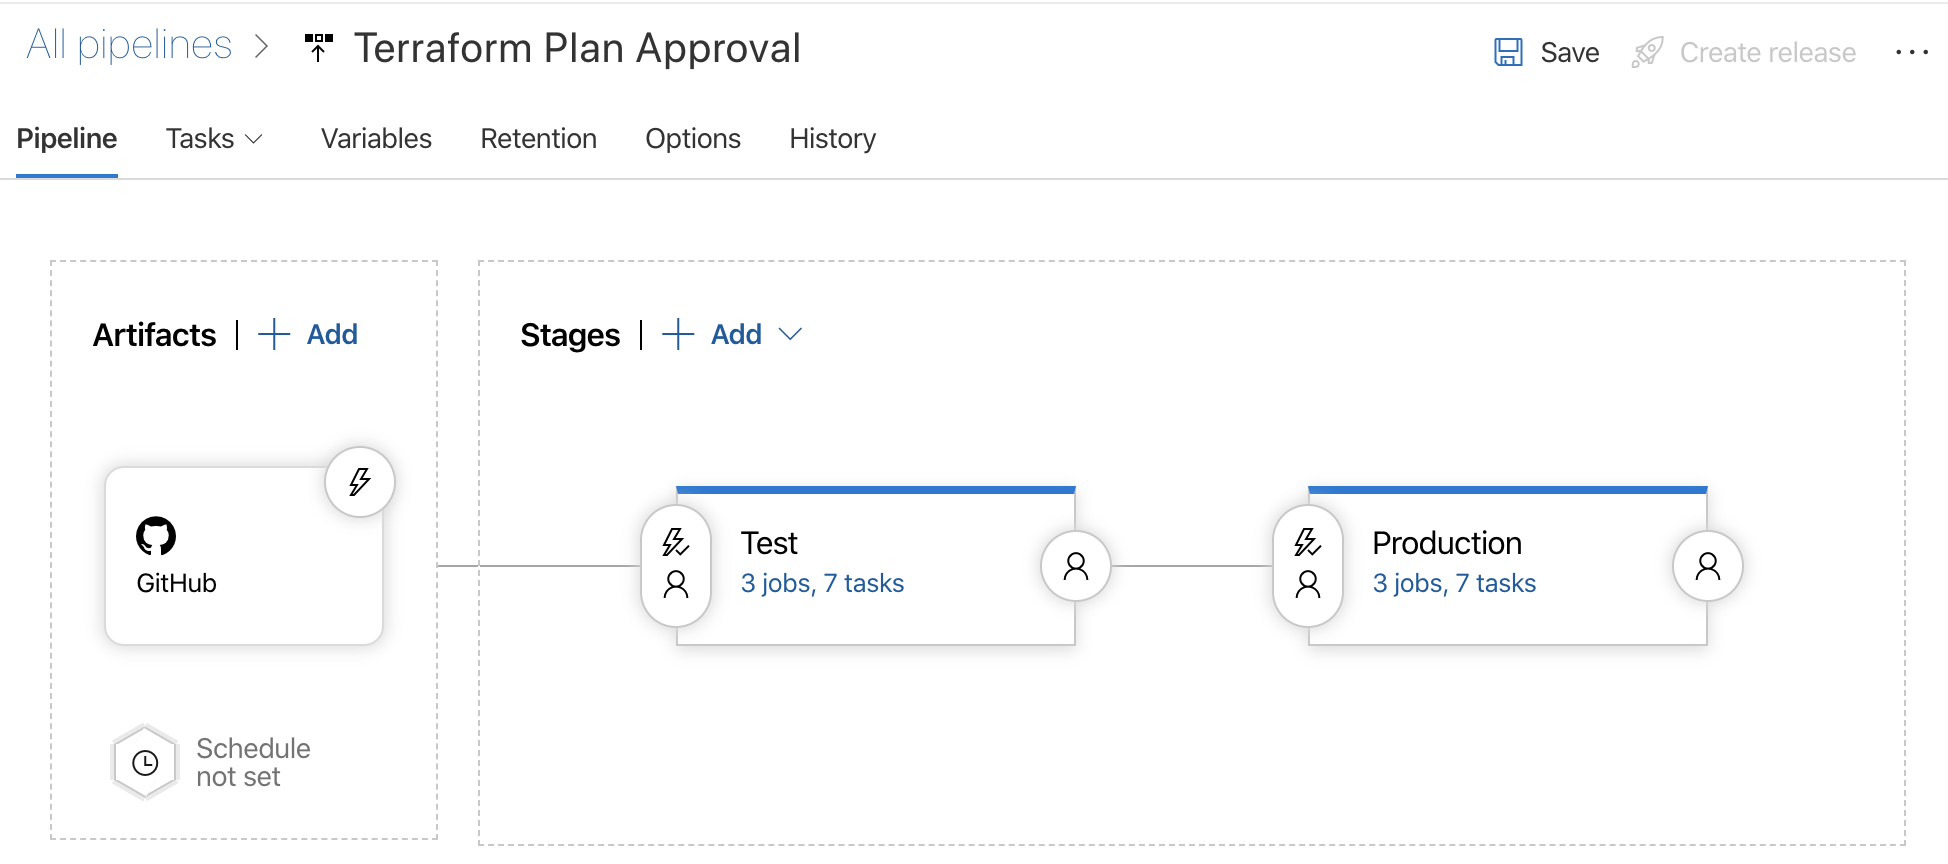 All pipelines > Terraform Plan Approval
Save
Create release
...
Pipeline
Tasks
Variables
Retention
Options
History
Artifacts | + Add
Stages | + Add
GitHub
Schedule
not set
Test
3 jobs, 7 tasks
Production
3 jobs, 7 tasks